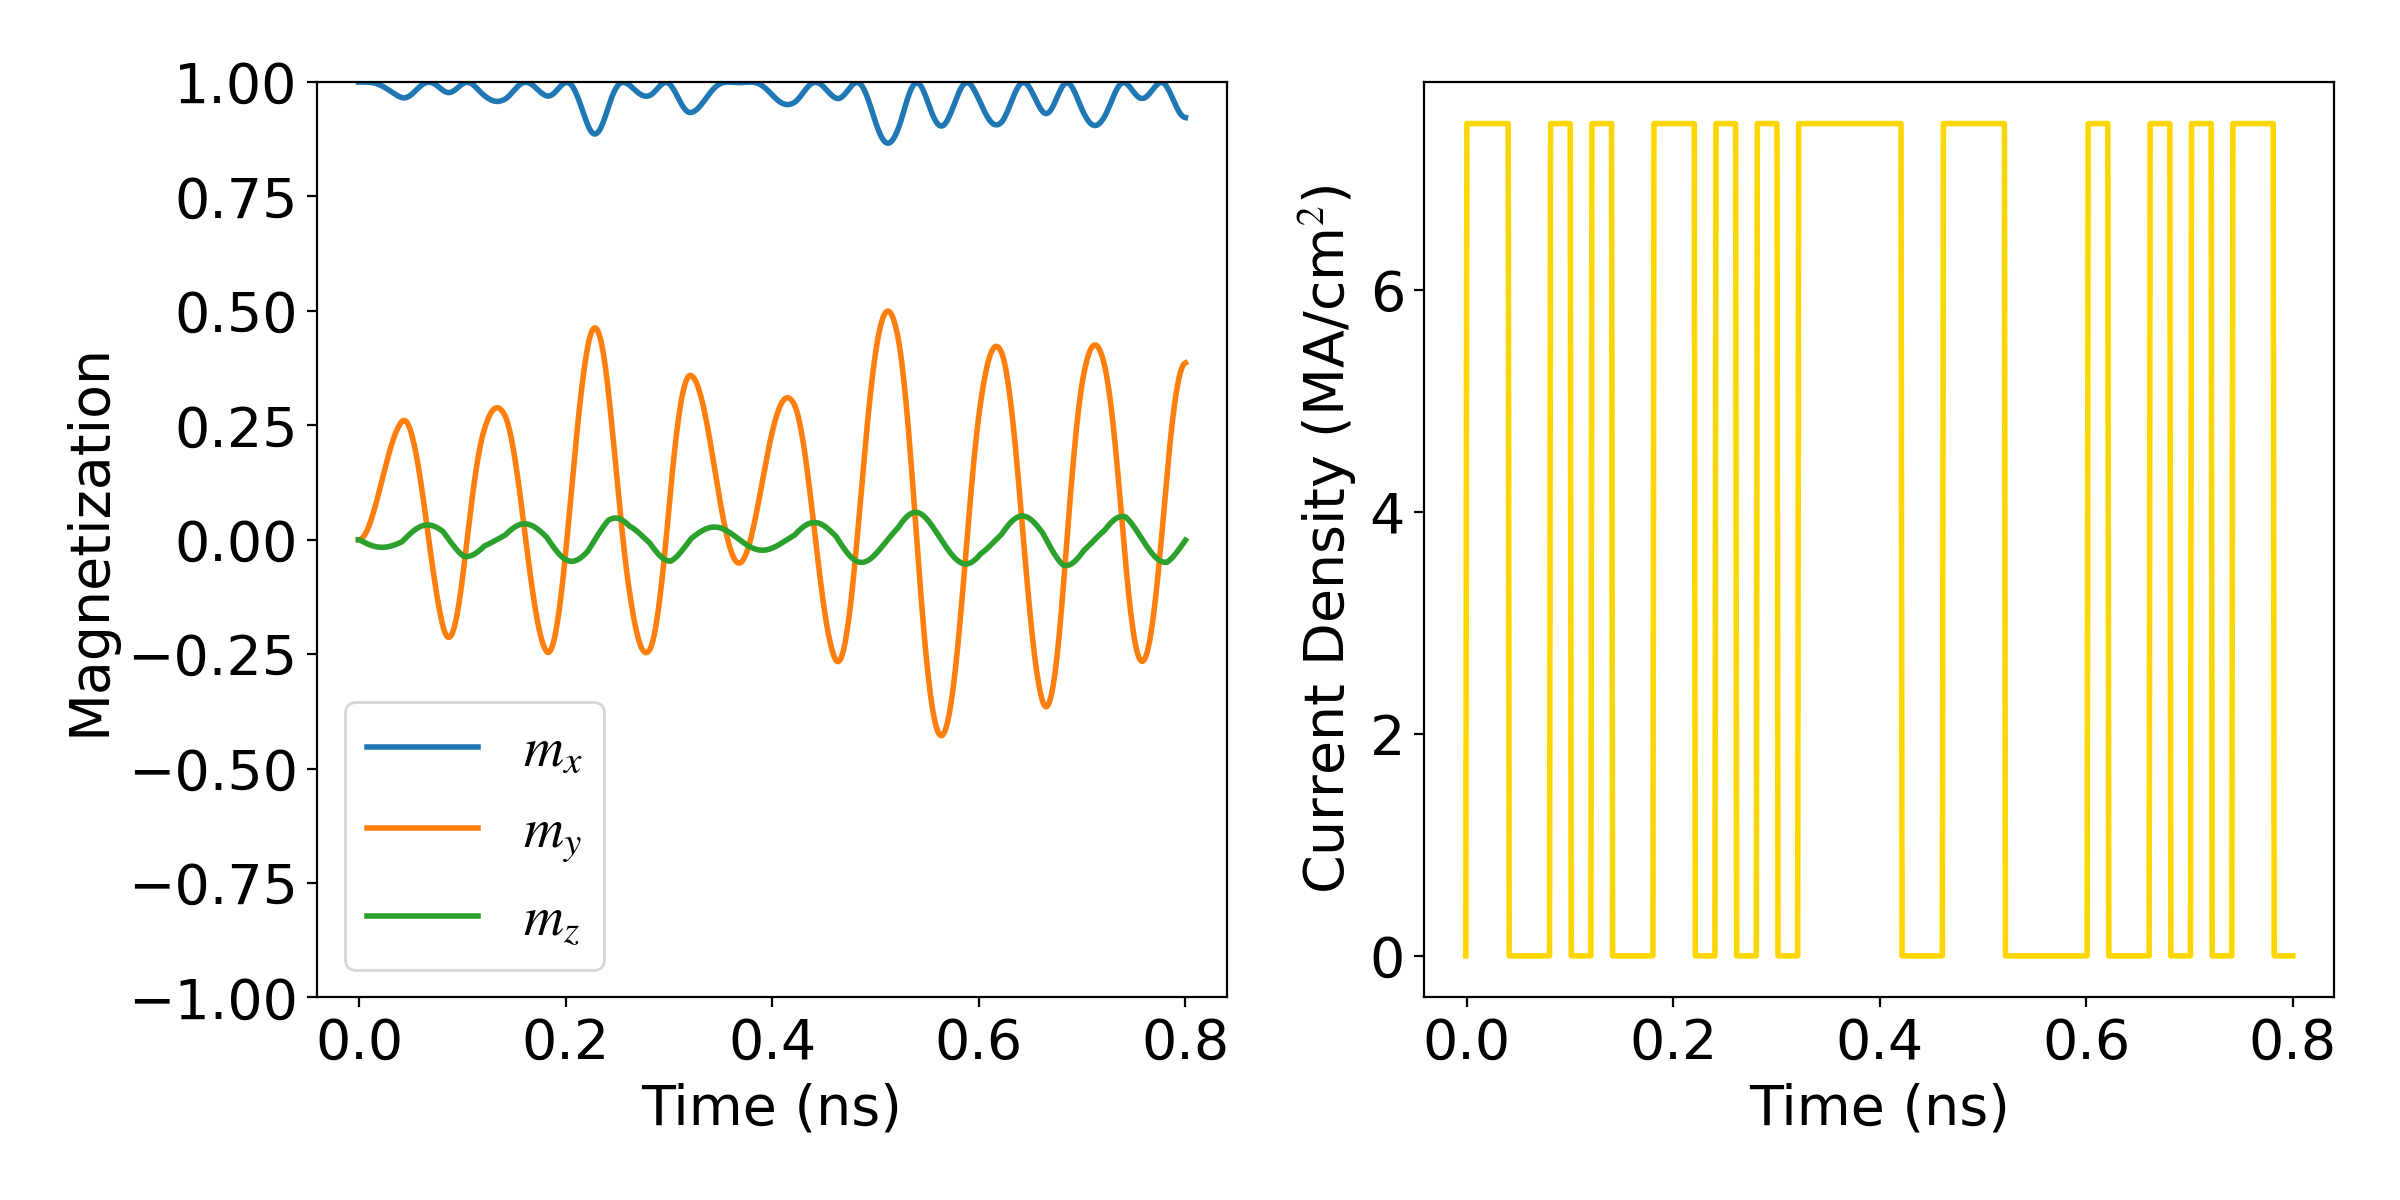 1.00
0.75
0.50
0.25
0.00
−0.25
−0.50
−0.75
−1.00
Magnetization
m_x
m_y
m_z
0.0 0.2 0.4 0.6 0.8
Time (ns)
6
4
2
0
Current Density (MA/cm²)
0.0 0.2 0.4 0.6 0.8
Time (ns)